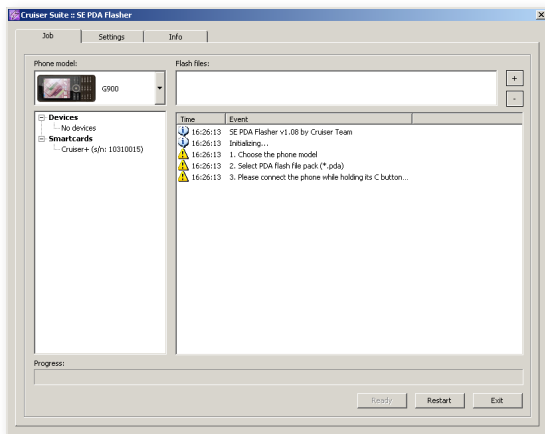 Cruiser Suite :: SE PDA Flasher
Job Settings Info
Phone model:
G900
Flash files:
+
-
Devices
No devices
Smartcards
Cruiser+ (s/n: 10310015)
Time Event
16:26:13 SE PDA Flasher v1.08 by Cruiser Team
16:26:13 Initializing...
16:26:13 1. Choose the phone model
16:26:13 2. Select PDA flash file pack (*.pda)
16:26:13 3. Please connect the phone while holding its C button...
Progress:
Ready Restart Exit